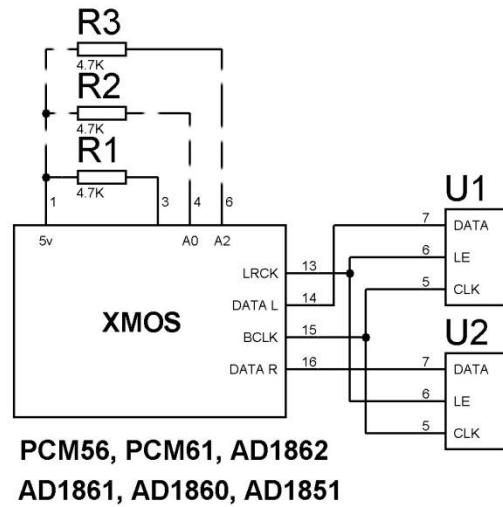 R3
4.7K
R2
4.7K
R1
4.7K
1 3 4 6
5v A0 A2
XMOS
LRCK 13
DATA L 14
BCLK 15
DATA R 16
U1
7 DATA
6 LE
5 CLK
U2
7 DATA
6 LE
5 CLK
PCM56, PCM61, AD1862
AD1861, AD1860, AD1851